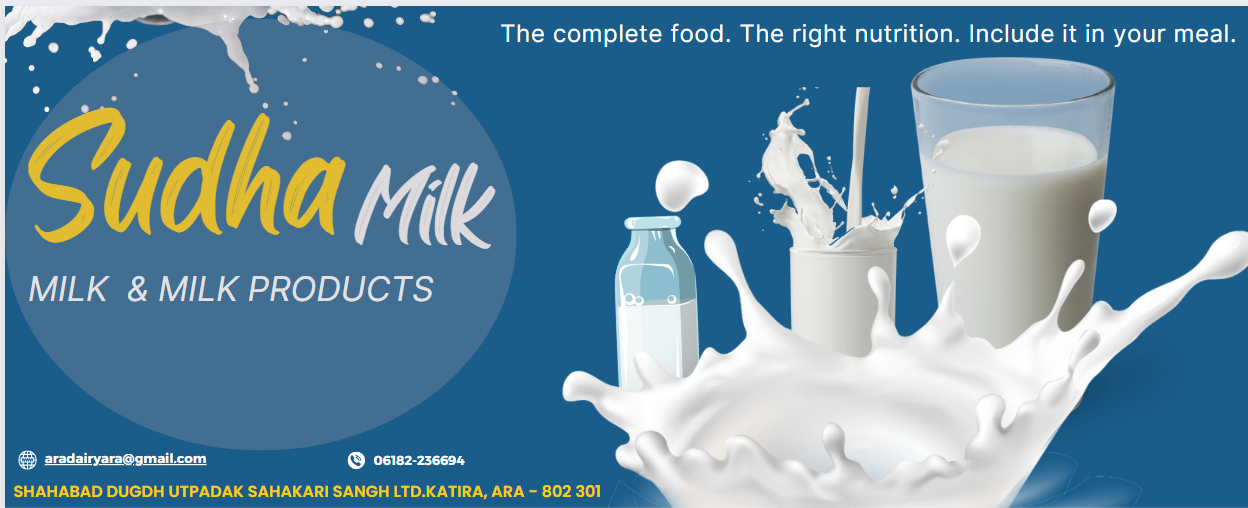 The complete food. The right nutrition. Include it in your meal.
Sudha Milk
MILK & MILK PRODUCTS
aradairyara@gmail.com 06182-236694
SHAHABAD DUGDH UTPADAK SAHAKARI SANGH LTD.KATIRA, ARA - 802 301